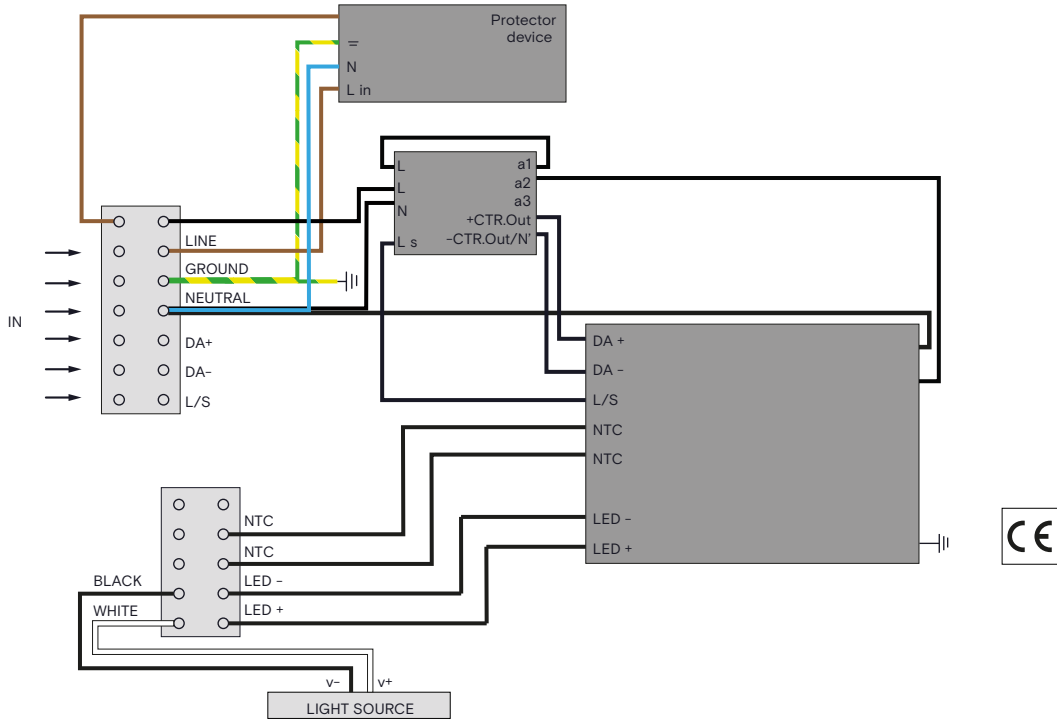 Protector
device
=
N
L in
L
L
N
L s
a1
a2
a3
+CTR.Out
-CTR.Out/N'
LINE
GROUND
NEUTRAL
DA+
DA-
L/S
IN
DA +
DA -
L/S
NTC
NTC
LED -
LED +
NTC
NTC
LED -
LED +
BLACK
WHITE
v- v+
LIGHT SOURCE
CE